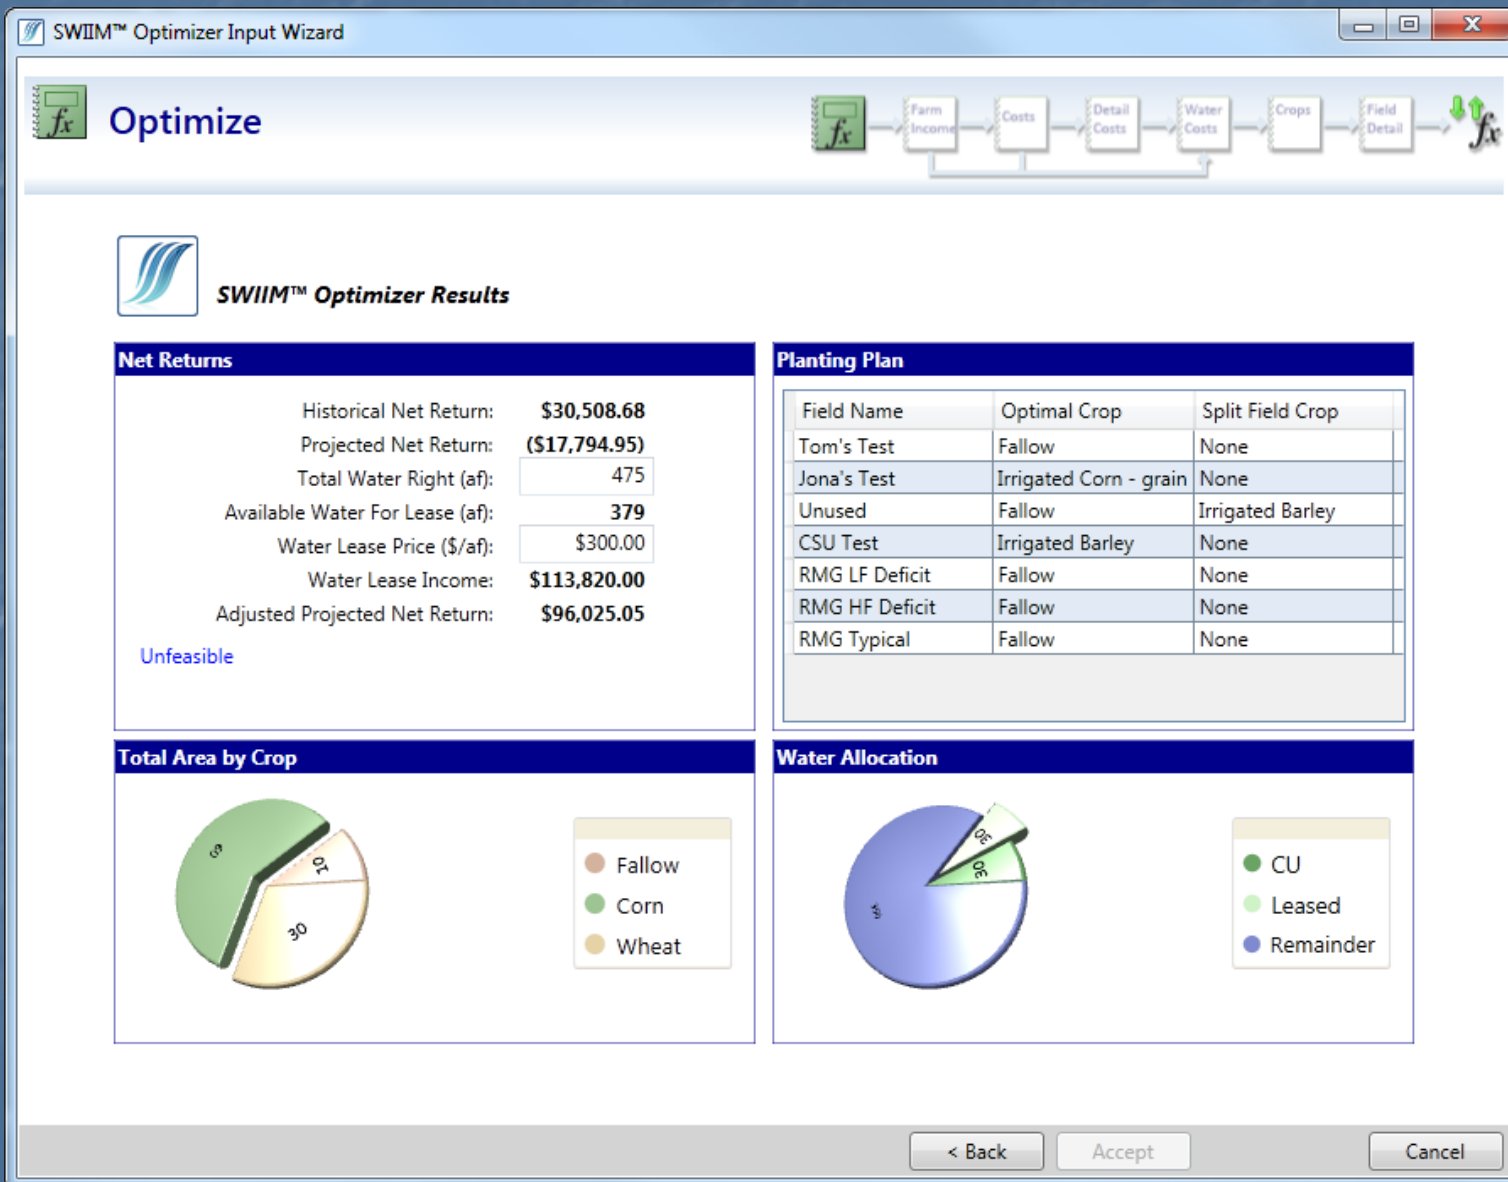 SWIIM™ Optimizer Input Wizard
Optimize
fx
fx
Farm Income
Costs
Detail Costs
Water Costs
Crops
Field Detail
fx
SWIIM™ Optimizer Results
Net Returns
Historical Net Return: $30,508.68
Projected Net Return: ($17,794.95)
Total Water Right (af): 475
Available Water For Lease (af): 379
Water Lease Price ($/af): $300.00
Water Lease Income: $113,820.00
Adjusted Projected Net Return: $96,025.05
Unfeasible
Planting Plan
Field Name Optimal Crop Split Field Crop
Tom's Test Fallow None
Jona's Test Irrigated Corn - grain None
Unused Fallow Irrigated Barley
CSU Test Irrigated Barley None
RMG LF Deficit Fallow None
RMG HF Deficit Fallow None
RMG Typical Fallow None
Total Area by Crop
10
30
Fallow
Corn
Wheat
Water Allocation
30
30
CU
Leased
Remainder
< Back
Accept
Cancel